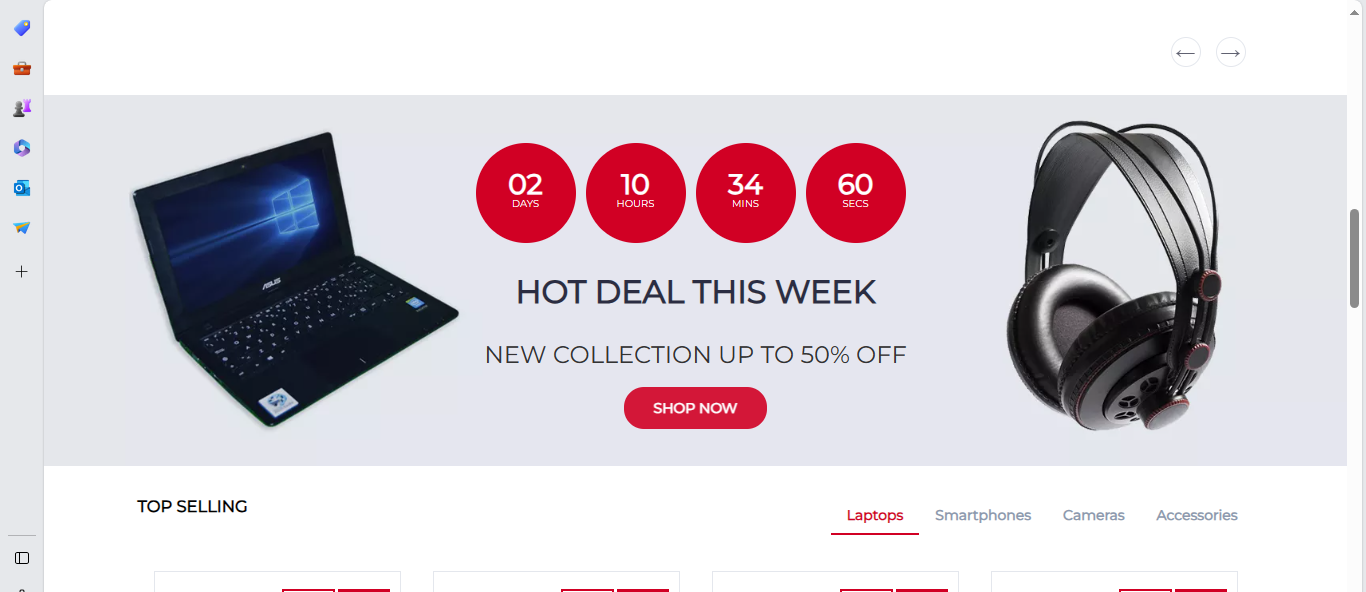 02
DAYS
10
HOURS
34
MINS
60
SECS
ASUS
HOT DEAL THIS WEEK
NEW COLLECTION UP TO 50% OFF
SHOP NOW
TOP SELLING
Laptops Smartphones Cameras Accessories